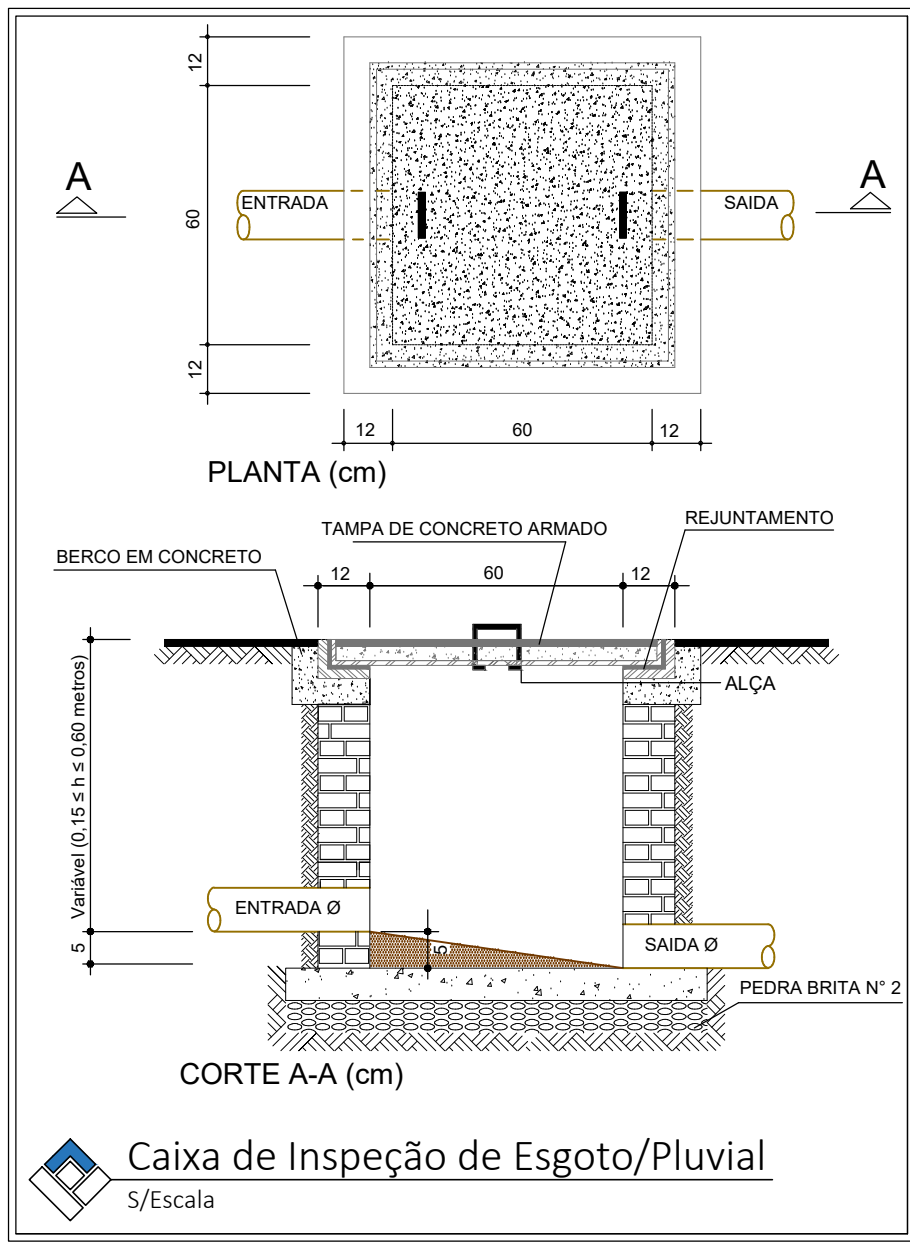 12
A
A
ENTRADA
SAIDA
60
12
12
60
12
PLANTA (cm)
REJUNTAMENTO
TAMPA DE CONCRETO ARMADO
BERCO EM CONCRETO
12
60
12
ALÇA
Variável (0,15 ≤ h ≤ 0,60 metros)
ENTRADA Ø
5
5
SAIDA Ø
PEDRA BRITA N° 2
CORTE A-A (cm)
Caixa de Inspeção de Esgoto/Pluvial
S/Escala